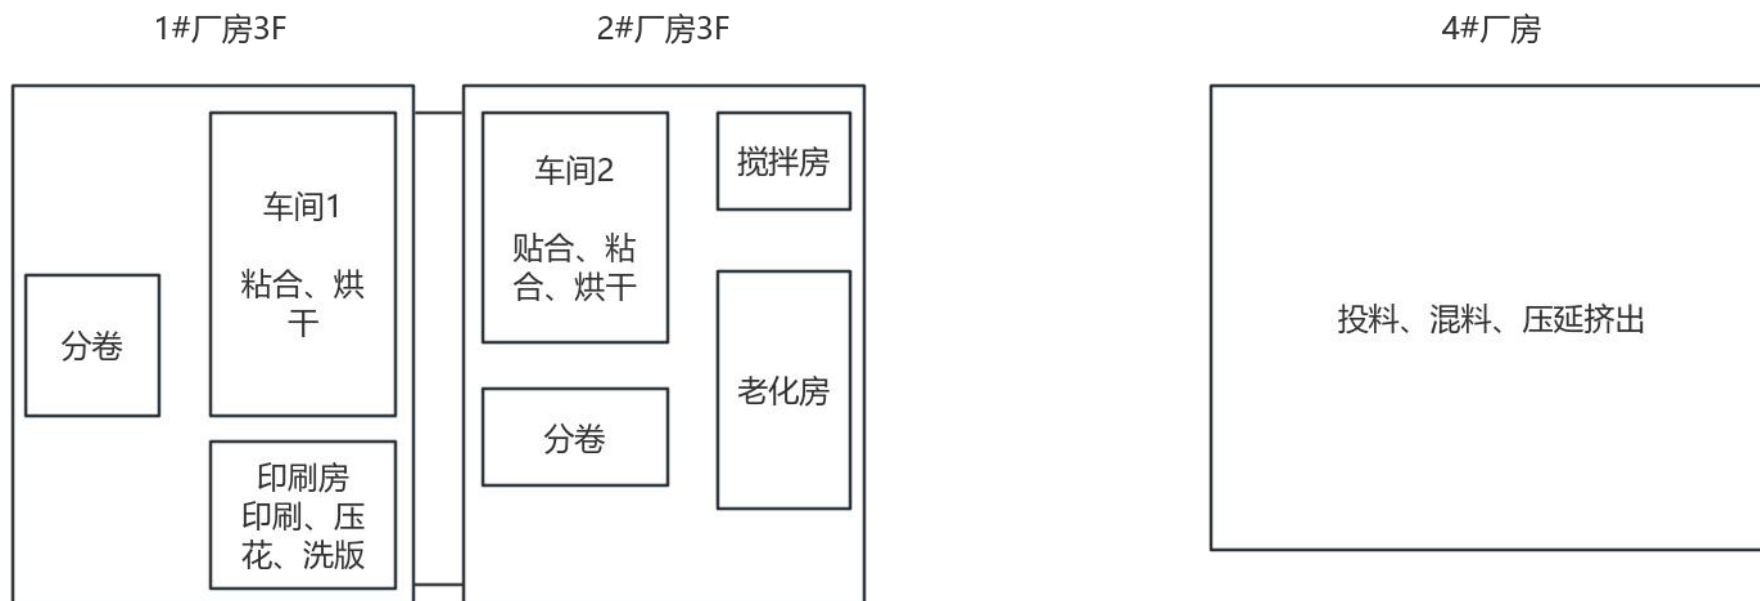 1#厂房3F
2#厂房3F
4#厂房
车间1
粘合、烘
干
分卷
印刷房
印刷、压
花、洗版
车间2
贴合、粘
合、烘干
分卷
搅拌房
老化房
投料、混料、压延挤出